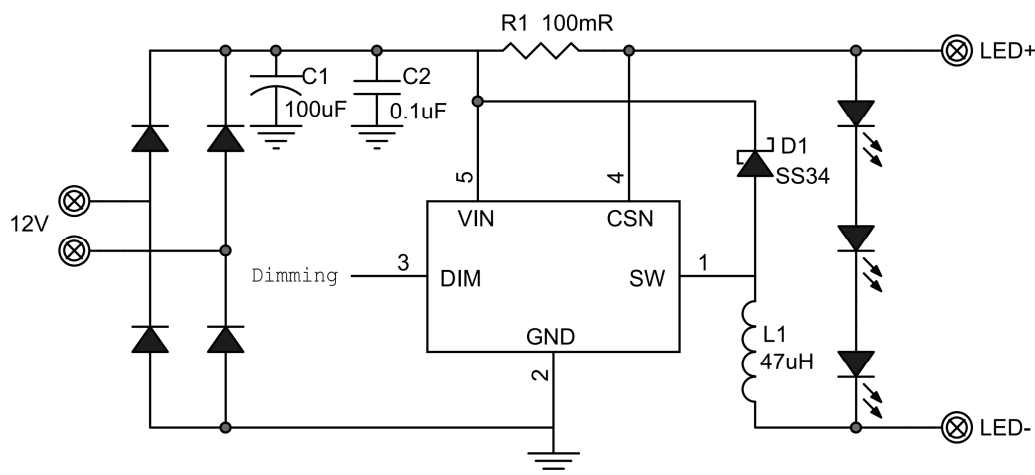 R1 100mR
LED+
C1
C2
100uF
0.1uF
D1
SS34
5
4
12V
VIN
CSN
Dimming
3
DIM
SW
1
GND
L1
47uH
2
LED-